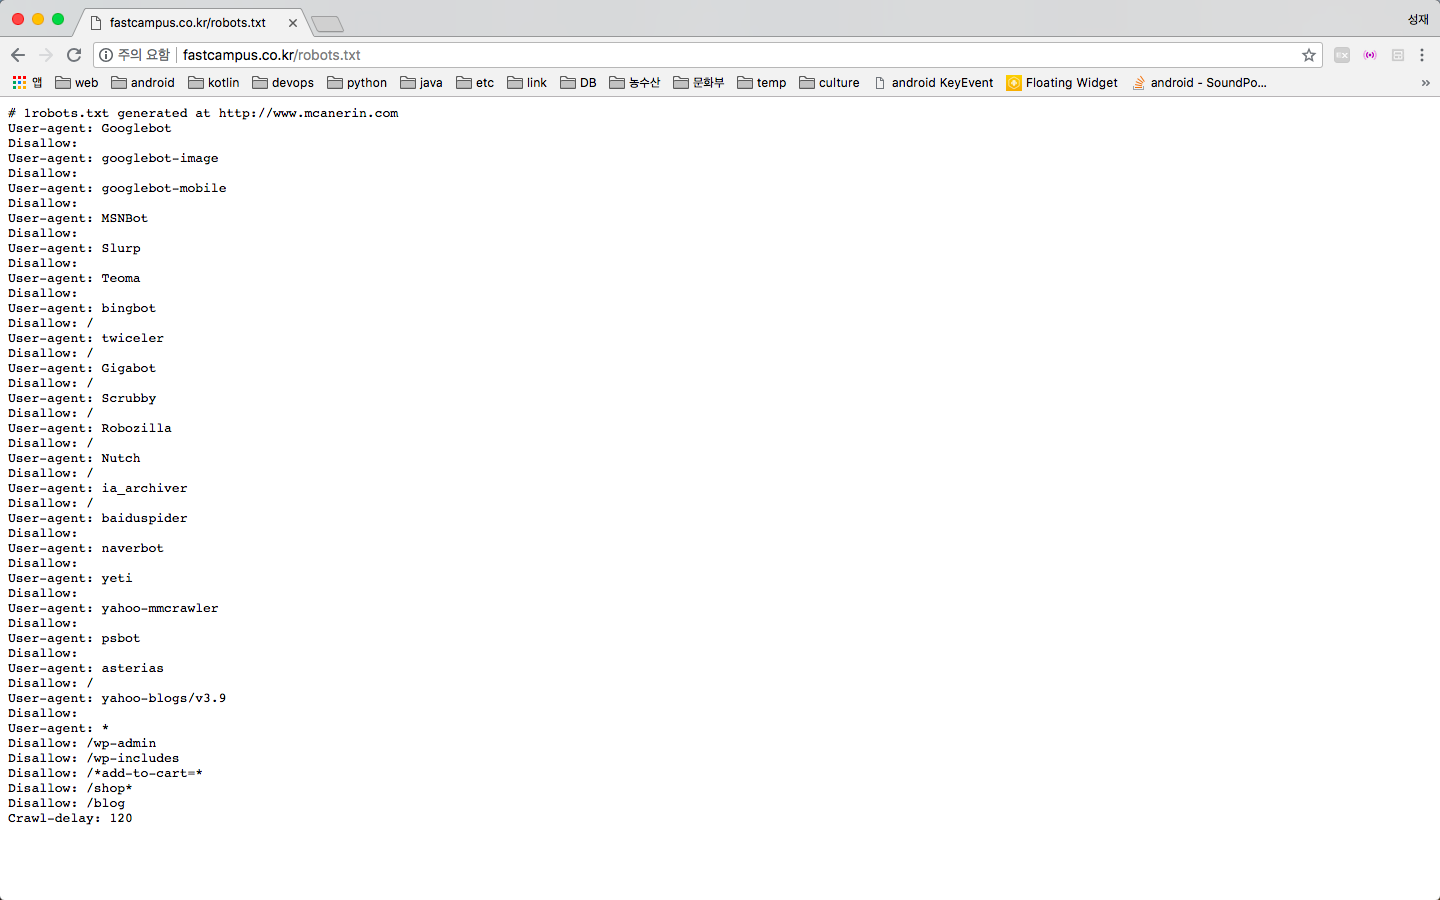 fastcampus.co.kr/robots.txt
성재
주의 요함 fastcampus.co.kr/robots.txt
앱 web android kotlin devops python java etc link DB 농수산 문화부 temp culture android KeyEvent Floating Widget android - SoundPo...
# 1robots.txt generated at http://www.mcanerin.com
User-agent: Googlebot
Disallow:
User-agent: googlebot-image
Disallow:
User-agent: googlebot-mobile
Disallow:
User-agent: MSNBot
Disallow:
User-agent: Slurp
Disallow:
User-agent: Teoma
Disallow:
User-agent: bingbot
Disallow: /
User-agent: twiceler
Disallow: /
User-agent: Gigabot
Disallow: /
User-agent: Scrubby
Disallow: /
User-agent: Robozilla
Disallow: /
User-agent: Nutch
Disallow: /
User-agent: ia_archiver
Disallow: /
User-agent: baiduspider
Disallow:
User-agent: naverbot
Disallow:
User-agent: yeti
Disallow:
User-agent: yahoo-mmcrawler
Disallow:
User-agent: psbot
Disallow:
User-agent: asterias
Disallow: /
User-agent: yahoo-blogs/v3.9
Disallow:
User-agent: *
Disallow: /wp-admin
Disallow: /wp-includes
Disallow: /*add-to-cart=*
Disallow: /shop*
Disallow: /blog
Crawl-delay: 120